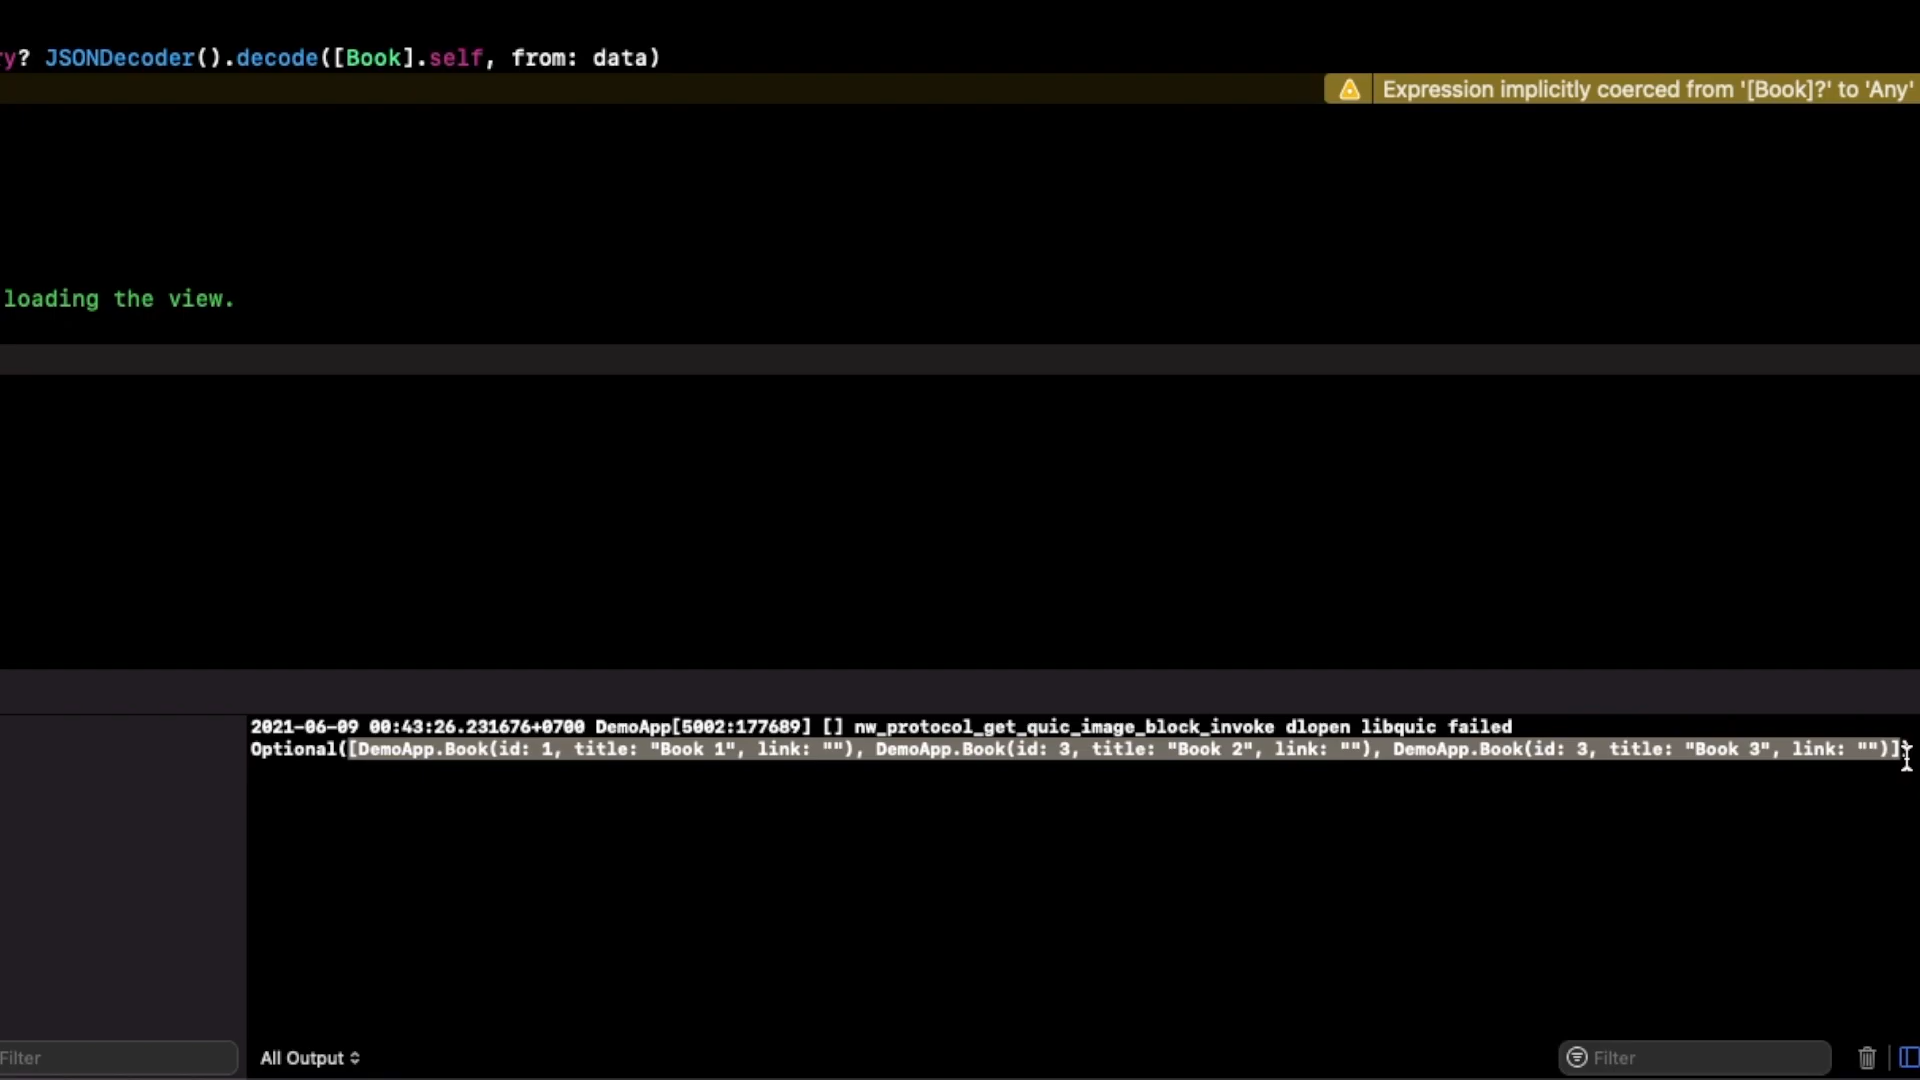 y? JSONDecoder().decode([Book].self, from: data)
Expression implicitly coerced from '[Book]?' to 'Any'
loading the view.
2021-06-09 00:43:26.231676+0700 DemoApp[5002:177689] [] nw_protocol_get_quic_image_block_invoke dlopen libquic failed
Optional([DemoApp.Book(id: 1, title: "Book 1", link: ""), DemoApp.Book(id: 3, title: "Book 2", link: ""), DemoApp.Book(id: 3, title: "Book 3", link: "")])
Filter
All Output
Filter